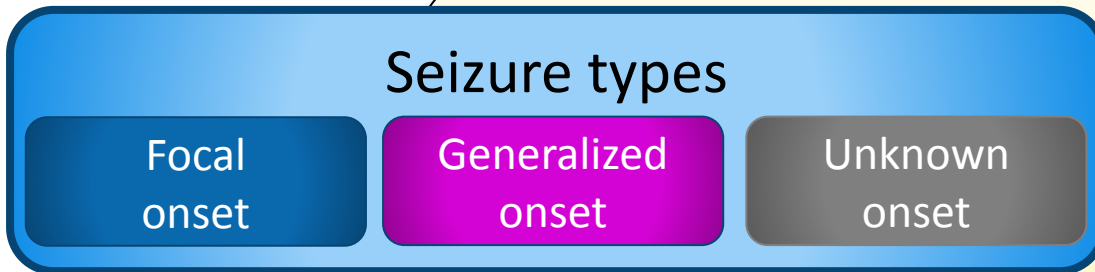 Seizure types
Focal
onset
Generalized
onset
Unknown
onset